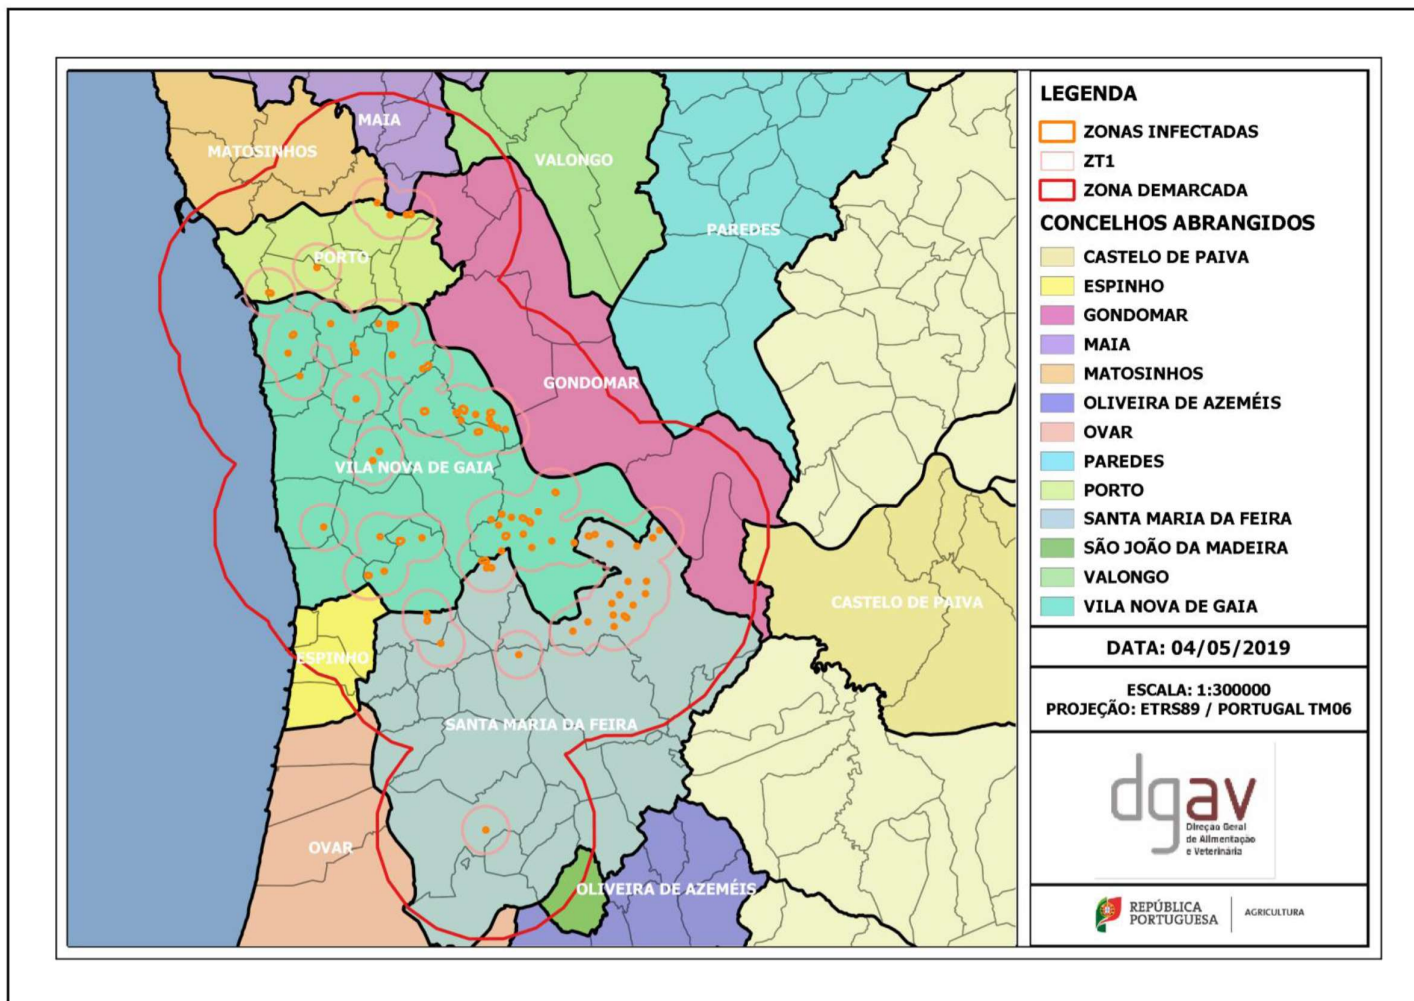 MAIA
MATOSINHOS
VALONGO
PAREDES
PORTO
GONDOMAR
VILA NOVA DE GAIA
CASTELO DE PAIVA
ESPINHO
SANTA MARIA DA FEIRA
OVAR
OLIVEIRA DE AZEMÉIS
LEGENDA
ZONAS INFECTADAS
ZT1
ZONA DEMARCADA
CONCELHOS ABRANGIDOS
CASTELO DE PAIVA
ESPINHO
GONDOMAR
MAIA
MATOSINHOS
OLIVEIRA DE AZEMÉIS
OVAR
PAREDES
PORTO
SANTA MARIA DA FEIRA
SÃO JOÃO DA MADEIRA
VALONGO
VILA NOVA DE GAIA
DATA: 04/05/2019
ESCALA: 1:300000
PROJEÇÃO: ETRS89 / PORTUGAL TM06
dgav
Direçao Geral
de Alimentação
e Veterinária
REPÚBLICA
PORTUGUESA
AGRICULTURA